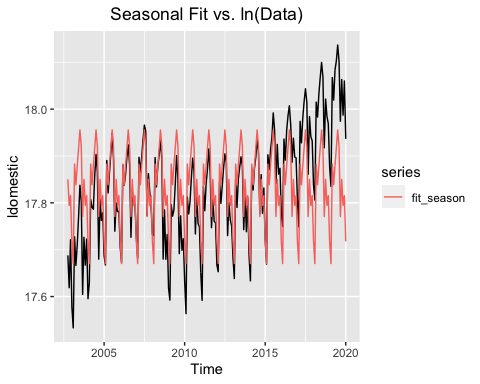 Seasonal Fit vs. ln(Data)
ldomestic
18.0
17.8
17.6
2005
2010
2015
2020
Time
series
fit_season